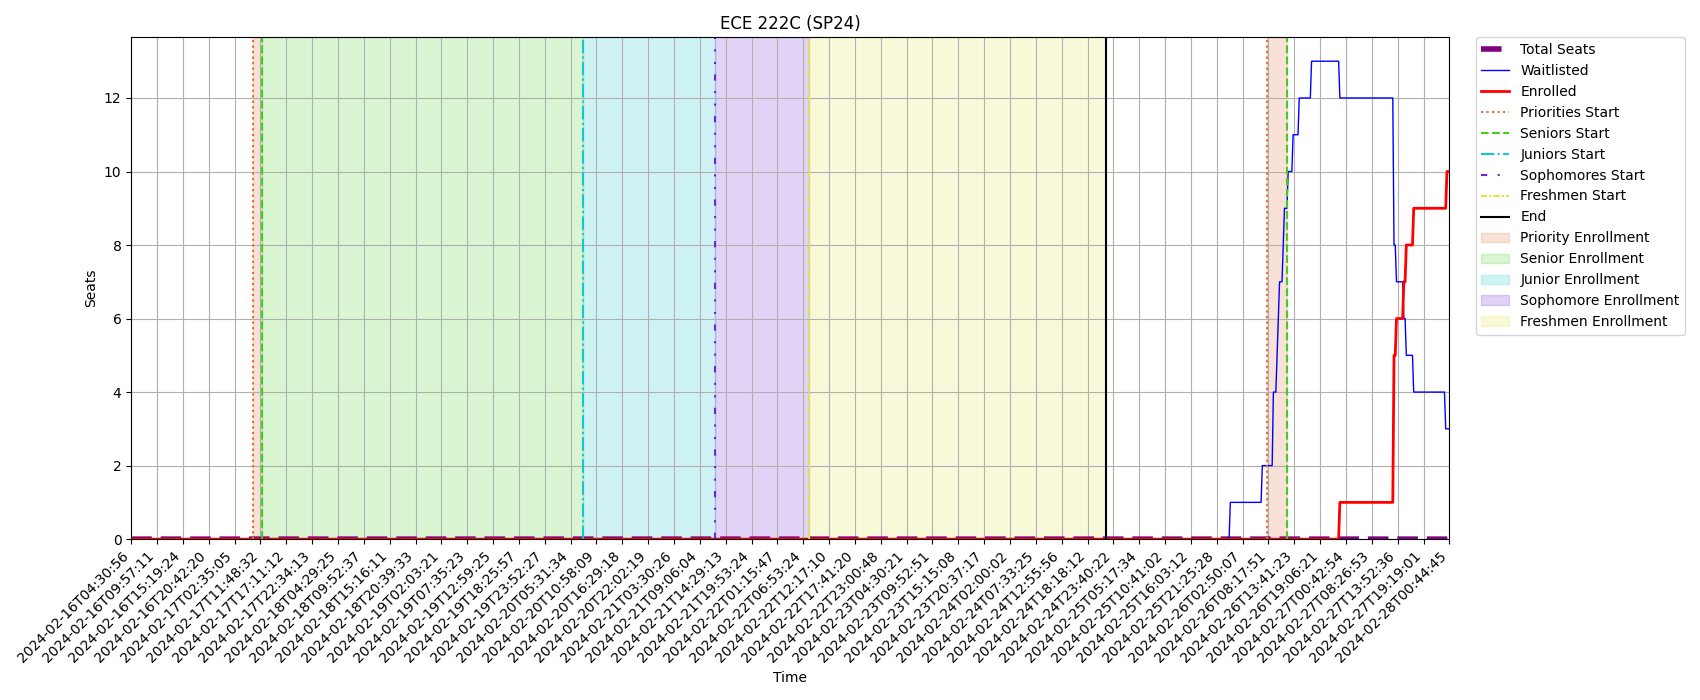 ECE 222C (SP24)
Total Seats
Waitlisted
Enrolled
Priorities Start
Seniors Start
Juniors Start
Sophomores Start
Freshmen Start
End
Priority Enrollment
Senior Enrollment
Junior Enrollment
Sophomore Enrollment
Freshmen Enrollment
Seats
12
10
8
6
4
2
0
2024-02-16T04:30:56
2024-02-16T09:57:11
2024-02-16T15:19:24
2024-02-16T20:42:20
2024-02-17T02:35:05
2024-02-17T11:48:32
2024-02-17T17:11:12
2024-02-17T22:34:13
2024-02-18T04:29:25
2024-02-18T09:52:37
2024-02-18T15:16:11
2024-02-18T20:39:33
2024-02-19T02:03:21
2024-02-19T07:35:23
2024-02-19T12:59:25
2024-02-19T18:25:57
2024-02-19T23:52:27
2024-02-20T05:31:34
2024-02-20T10:58:09
2024-02-20T16:29:18
2024-02-20T22:02:19
2024-02-21T03:30:26
2024-02-21T09:06:04
2024-02-21T14:29:13
2024-02-21T19:53:24
2024-02-22T01:15:47
2024-02-22T06:53:24
2024-02-22T12:17:10
2024-02-22T17:41:20
2024-02-22T23:00:48
2024-02-23T04:30:21
2024-02-23T09:52:51
2024-02-23T15:15:08
2024-02-23T20:37:17
2024-02-24T02:00:02
2024-02-24T07:33:25
2024-02-24T12:55:56
2024-02-24T18:18:12
2024-02-24T23:40:22
2024-02-25T05:17:34
2024-02-25T10:41:02
2024-02-25T16:03:12
2024-02-25T21:25:28
2024-02-26T02:50:07
2024-02-26T08:17:51
2024-02-26T13:41:23
2024-02-26T19:06:21
2024-02-27T00:42:54
2024-02-27T08:26:53
2024-02-27T13:52:36
2024-02-27T19:19:01
2024-02-28T00:44:45
Time